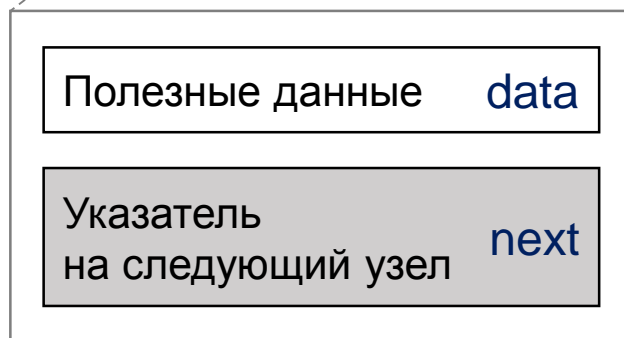 Полезные данные data
Указатель
на следующий узел next